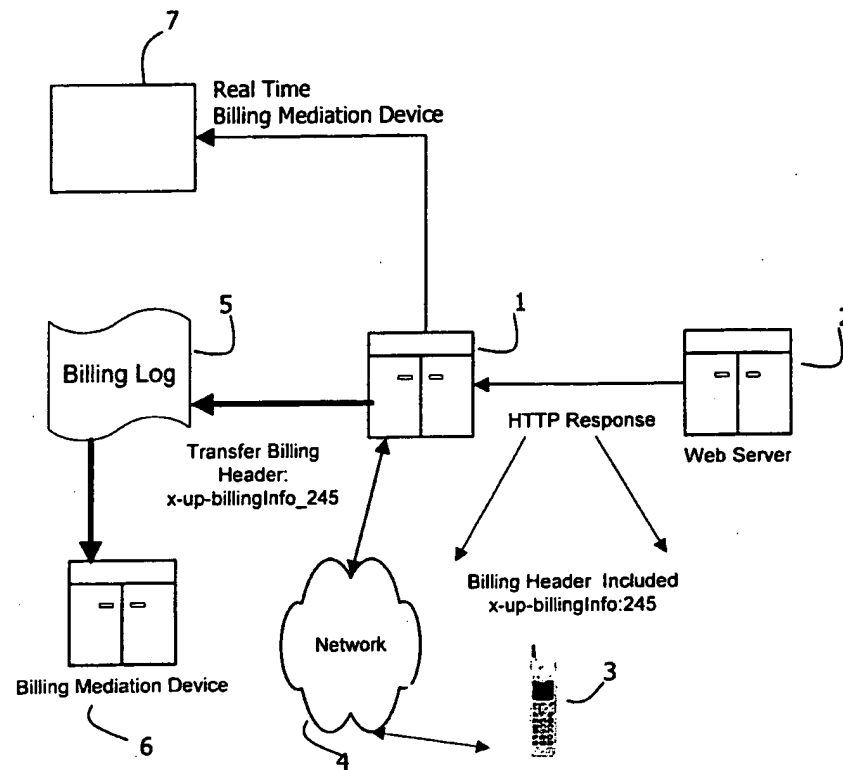 7
Real Time
Billing Mediation Device
5
1
2
Billing Log
HTTP Response
Web Server
Transfer Billing
Header:
x-up-billingInfo_245
Billing Header Included
x-up-billingInfo:245
Network
3
Billing Mediation Device
6
4